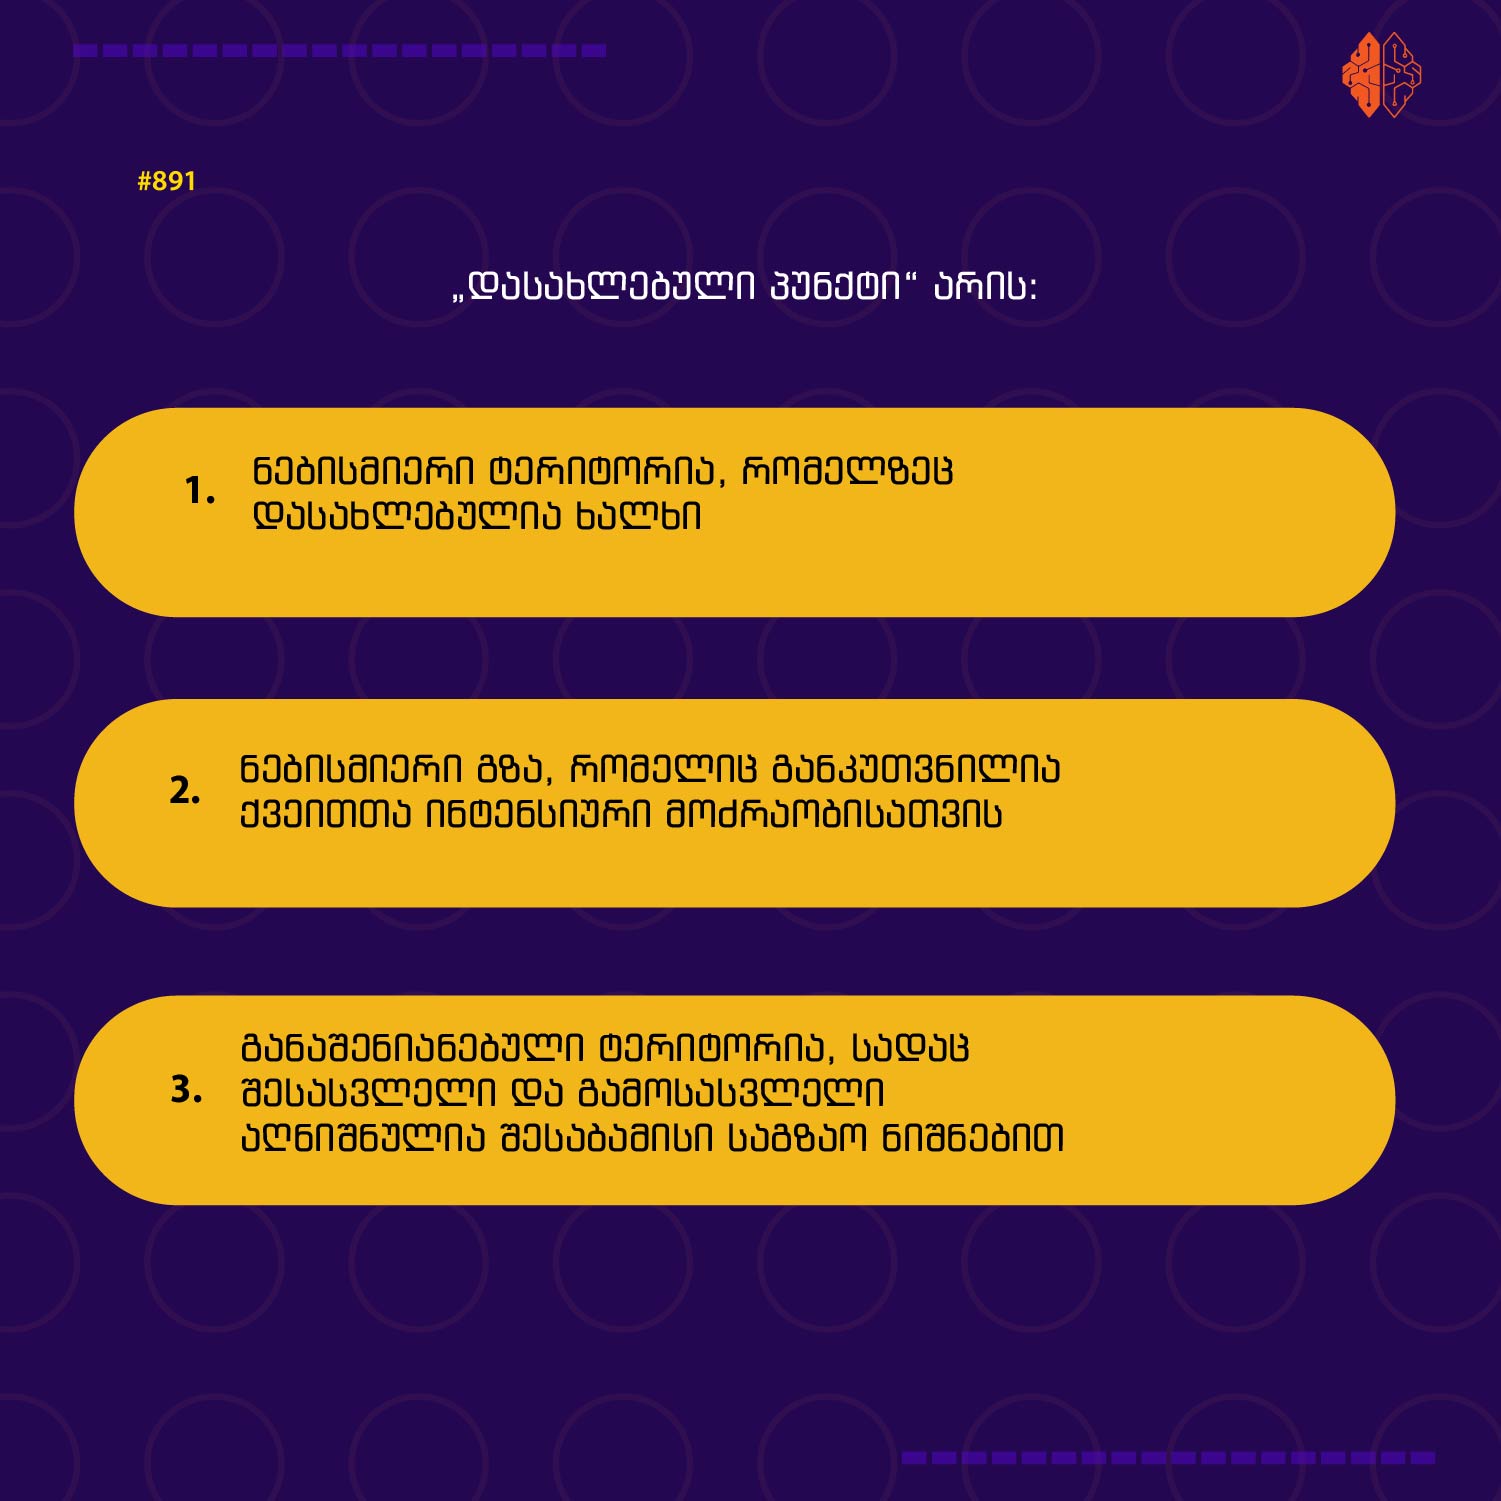 #891
„დასახლებული პუნქტი“ არის:
1. ნებისმიერი ტერიტორია, რომელზეც
დასახლებულია ხალხი
2. ნებისმიერი გზა, რომელიც განკუთვნილია
ქვეითთა ინტენსიური მოძრაობისათვის
3. განაშენიანებული ტერიტორია, სადაც
შესასვლელი და გამოსასვლელი
აღნიშნულია შესაბამისი საგზაო ნიშნებით